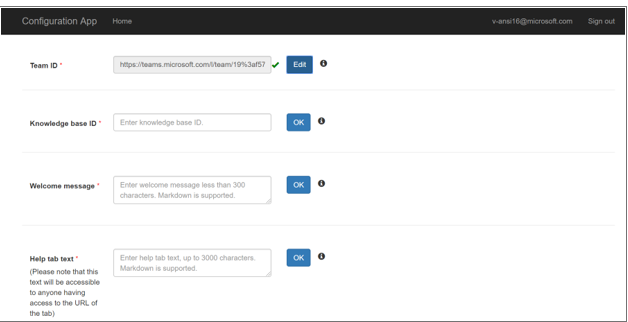 Configuration App Home v-ansi16@microsoft.com Sign out
Team ID * https://teams.microsoft.com/l/team/19%3af57 Edit
Knowledge base ID * Enter knowledge base ID. OK
Welcome message * Enter welcome message less than 300 OK
characters. Markdown is supported.
Help tab text * Enter help tab text, up to 3000 characters. OK
Markdown is supported.
(Please note that this
text will be accessible
to anyone having
access to the URL of
the tab)